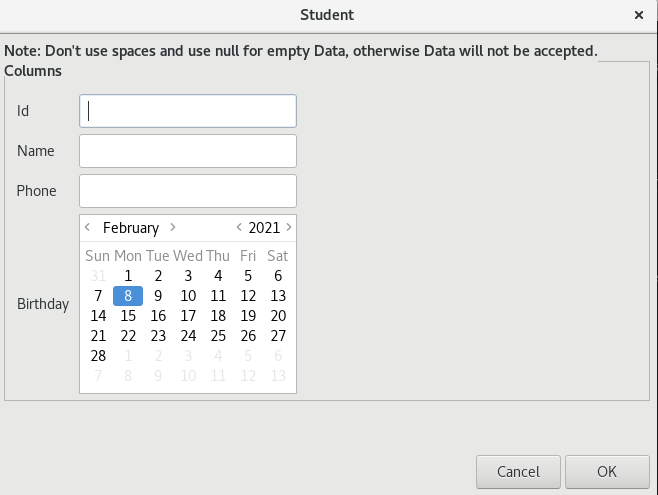 Student ×
Note: Don't use spaces and use null for empty Data, otherwise Data will not be accepted.
Columns
Id
Name
Phone
Birthday
< February > < 2021 >
Sun Mon Tue Wed Thu Fri Sat
31 1 2 3 4 5 6
7 8 9 10 11 12 13
14 15 16 17 18 19 20
21 22 23 24 25 26 27
28 1 2 3 4 5 6
7 8 9 10 11 12 13
Cancel OK